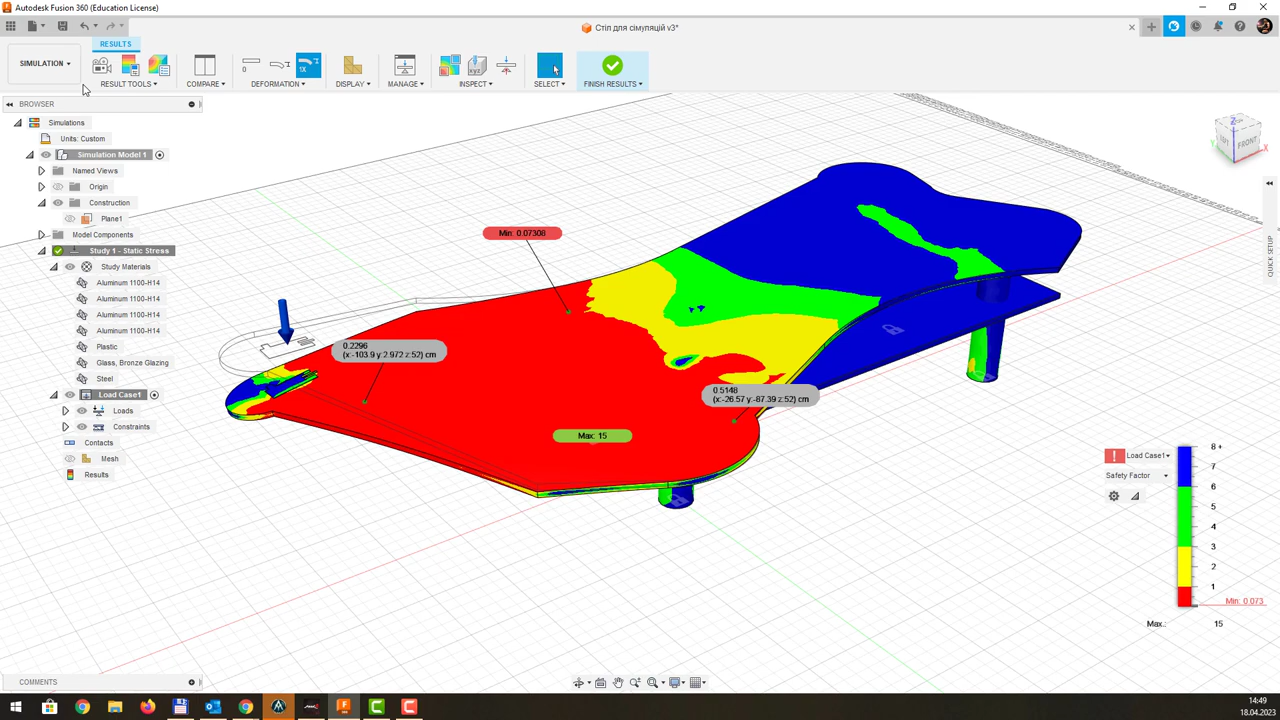 Autodesk Fusion 360 (Education License)
Стіл для сімуляцій v3*
RESULTS
SIMULATION
RESULT TOOLS
COMPARE
DEFORMATION
DISPLAY
MANAGE
INSPECT
SELECT
FINISH RESULTS
1X
BROWSER
Simulations
Units: Custom
Simulation Model 1
Named Views
Origin
Construction
Plane1
Model Components
Study 1 - Static Stress
Study Materials
Aluminum 1100-H14
Aluminum 1100-H14
Aluminum 1100-H14
Aluminum 1100-H14
Plastic
Glass, Bronze Glazing
Steel
Load Case1
Loads
Constraints
Contacts
Mesh
Results
Min: 0.07308
0.2296
(x:-103.9 y:2.972 z:52) cm
0.5148
(x:-26.57 y:-87.39 z:52) cm
Max: 15
Z
FRONT
X
Y
QUICK SETUP
Load Case1
Safety Factor
8 +
7
6
5
4
3
2
1
Min: 0.073
Max.: 15
COMMENTS
14:49
18.04.2023